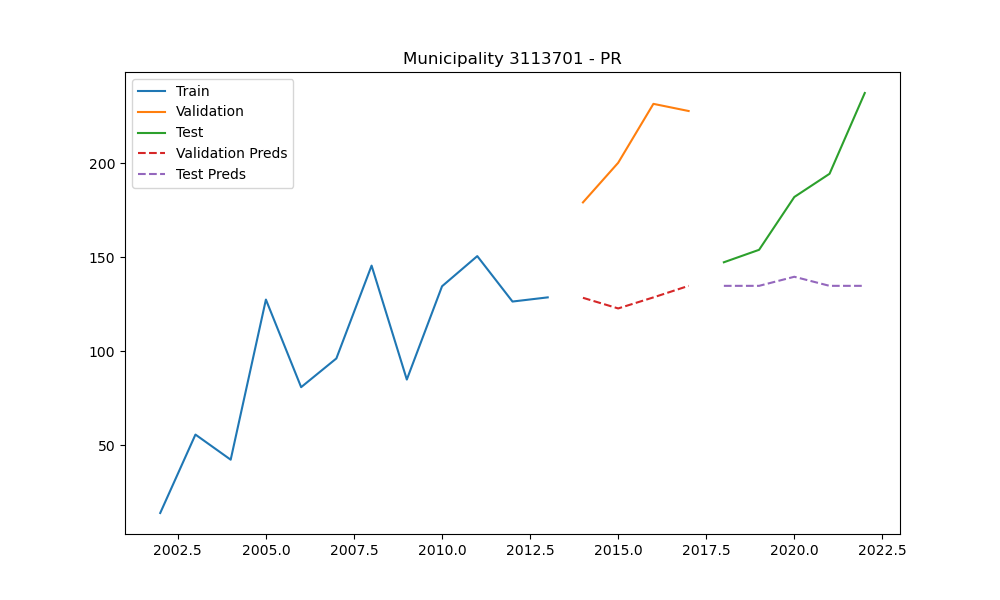 Municipality 3113701 - PR
Train
Validation
Test
Validation Preds
Test Preds
200
150
100
50
2002.5 2005.0 2007.5 2010.0 2012.5 2015.0 2017.5 2020.0 2022.5